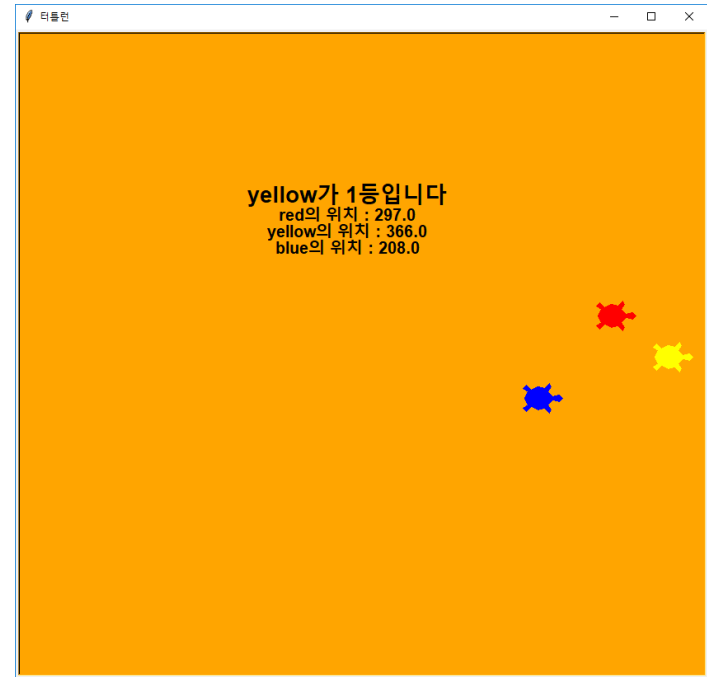 터틀런
yellow가 1등입니다
red의 위치 : 297.0
yellow의 위치 : 366.0
blue의 위치 : 208.0